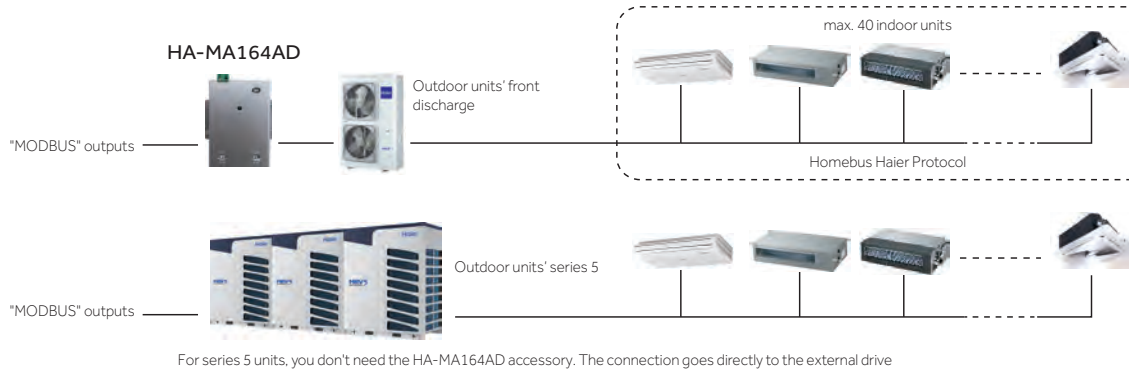 max. 40 indoor units
HA-MA164AD
Outdoor units' front
discharge
"MODBUS" outputs
Homebus Haier Protocol
Outdoor units' series 5
"MODBUS" outputs
For series 5 units, you don't need the HA-MA164AD accessory. The connection goes directly to the external drive